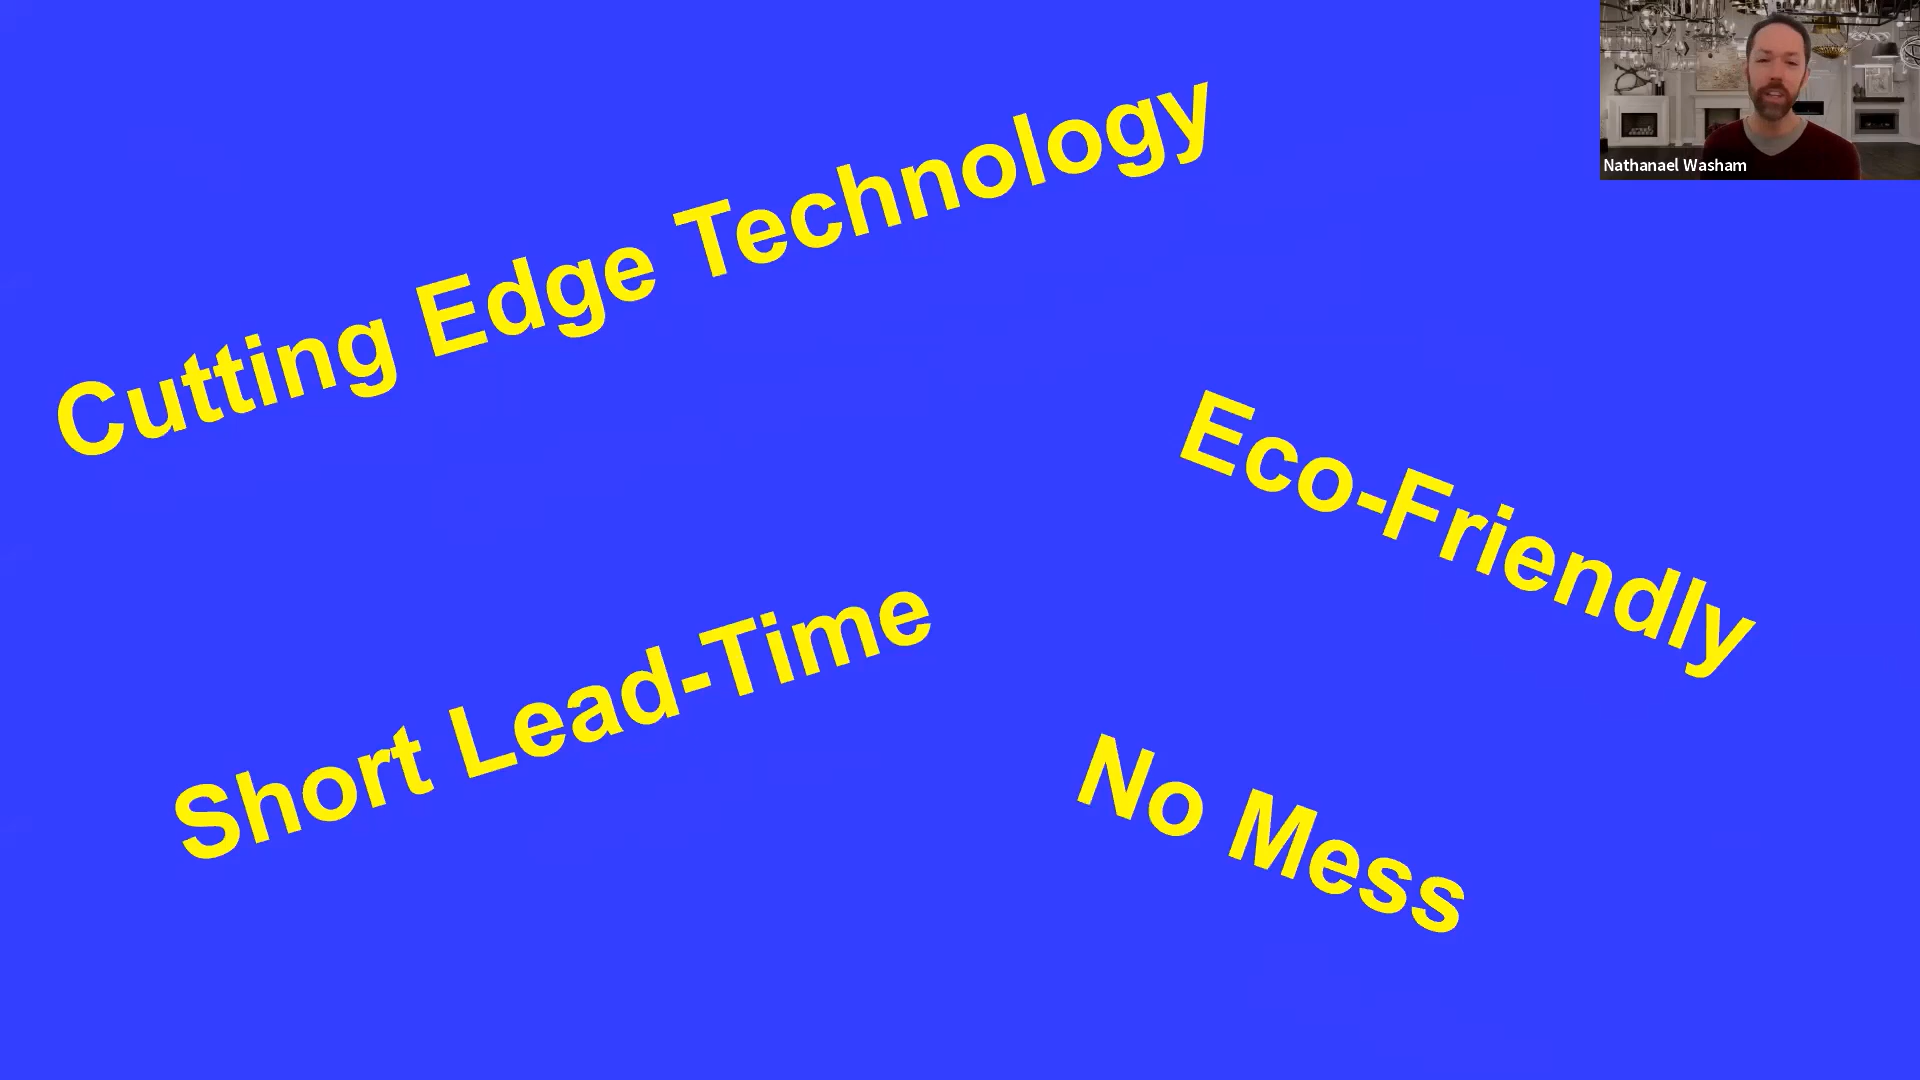 Nathanael Washam
Cutting Edge Technology
Eco-Friendly
Short Lead-Time
No Mess